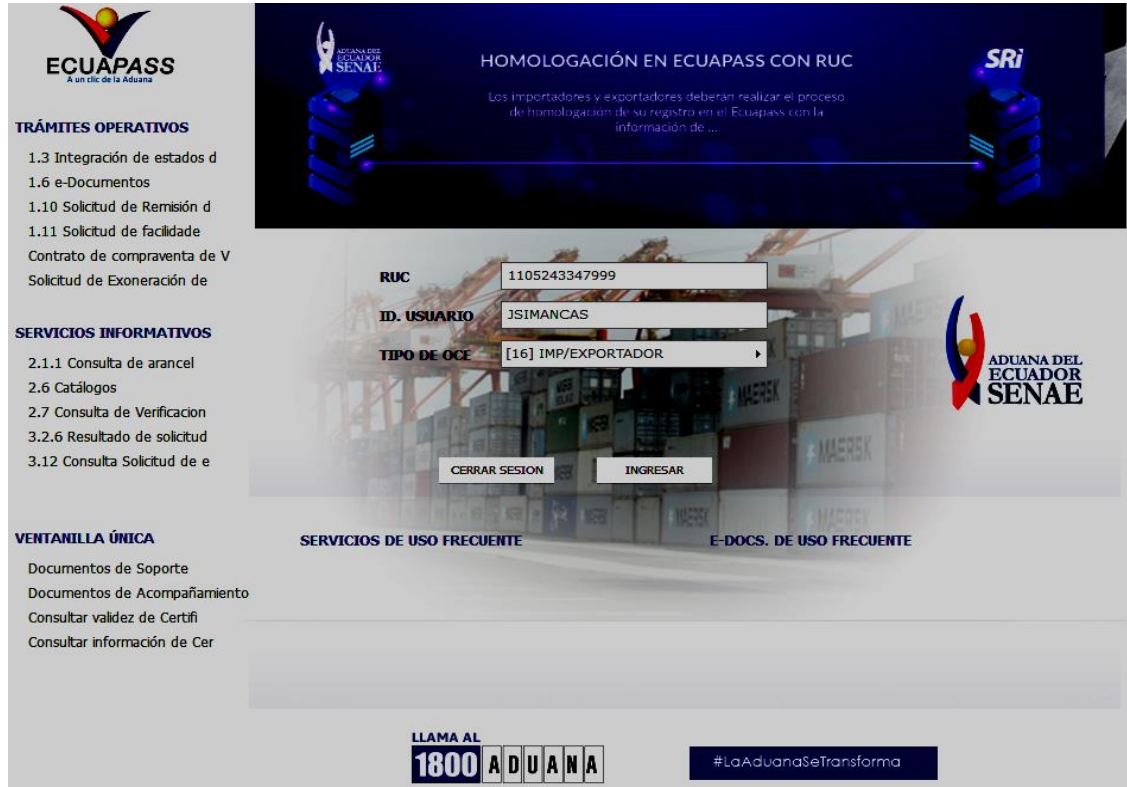 ECUAPASS
A un clic de la Aduana
TRÁMITES OPERATIVOS
1.3 Integración de estados d
1.6 e-Documentos
1.10 Solicitud de Remisión d
1.11 Solicitud de facilidade
Contrato de compraventa de V
Solicitud de Exoneración de
SERVICIOS INFORMATIVOS
2.1.1 Consulta de arancel
2.6 Catálogos
2.7 Consulta de Verificacion
3.2.6 Resultado de solicitud
3.12 Consulta Solicitud de e
VENTANILLA ÚNICA
Documentos de Soporte
Documentos de Acompañamiento
Consultar validez de Certifi
Consultar información de Cer
ADUANA DEL
ECUADOR
SENAE
HOMOLOGACIÓN EN ECUAPASS CON RUC
Los importadores y exportadores deberán realizar el proceso
de homologación de su registro en el Ecuapass con la
información de ...
SRi
RUC
1105243347999
ID. USUARIO
JSIMANCAS
TIPO DE OCE
[16] IMP/EXPORTADOR
CERRAR SESION
INGRESAR
ADUANA DEL
ECUADOR
SENAE
MAERSK
MAERSK
MAERSK
SERVICIOS DE USO FRECUENTE
E-DOCS. DE USO FRECUENTE
LLAMA AL
1800 ADUANA
#LaAduanaSeTransforma